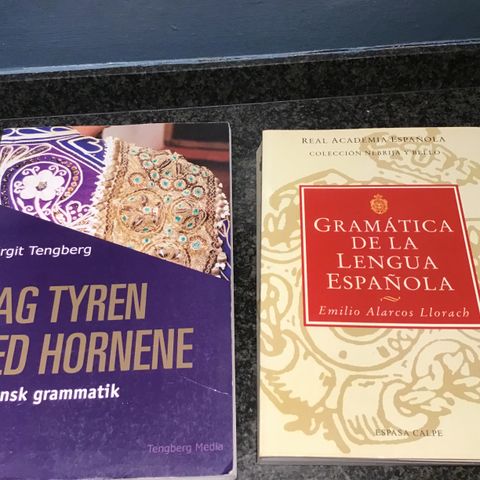 rgit Tengberg
AG TYREN
ED HORNENE
nsk grammatik
Tengberg Media
REAL ACADEMIA ESPAÑOLA
COLECCIÓN NEBRIJA Y BELLO
GRAMÁTICA
DE LA
LENGUA
ESPAÑOLA
Emilio Alarcos Llorach
ESPASA CALPE